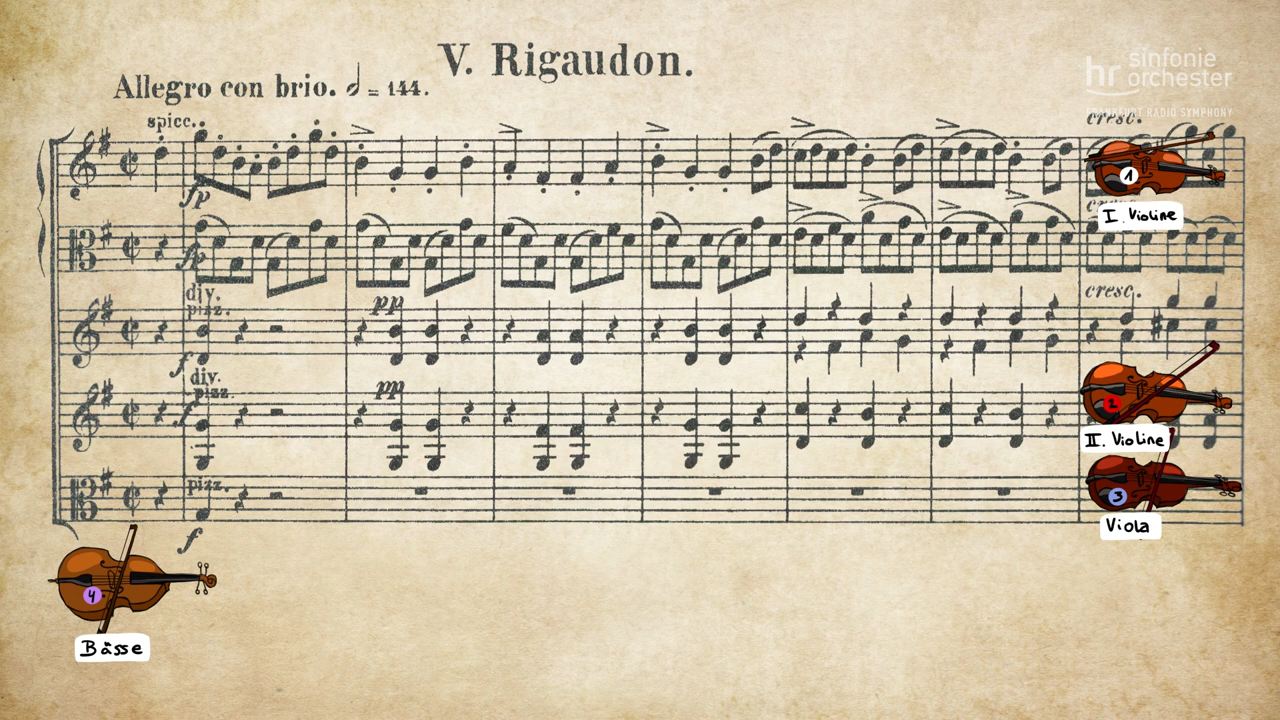 V. Rigaudon.
Allegro con brio. 𝅗𝅥 = 144.
hr sinfonie
orchester
FRANKFURT RADIO SYMPHONY
spicc.
cresc.
fp
1
I. Violine
fp
div.
pizz.
pp
cresc.
f
div.
pizz.
pp
f
2
II. Violine
pizz.
3
Viola
f
4
Bässe